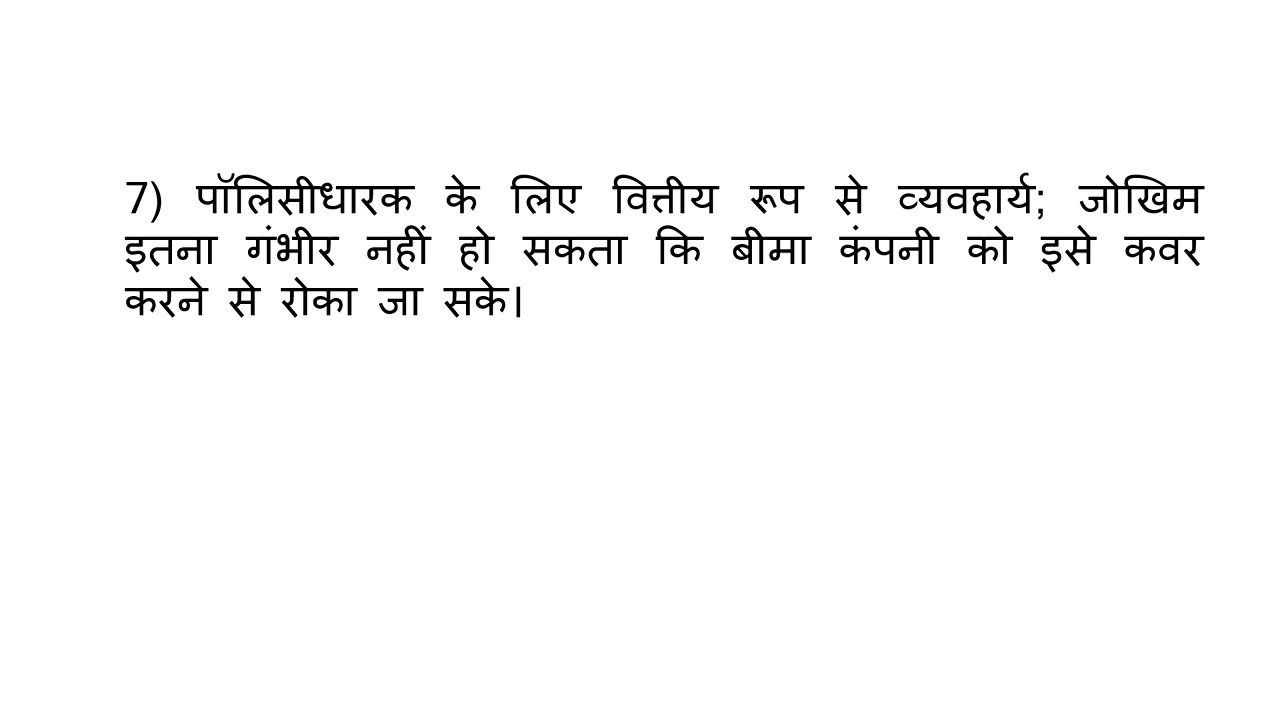 7) पॉलिसीधारक के लिए वित्तीय रूप से व्यवहार्य; जोखिम
इतना गंभीर नहीं हो सकता कि बीमा कंपनी को इसे कवर
करने से रोका जा सके।